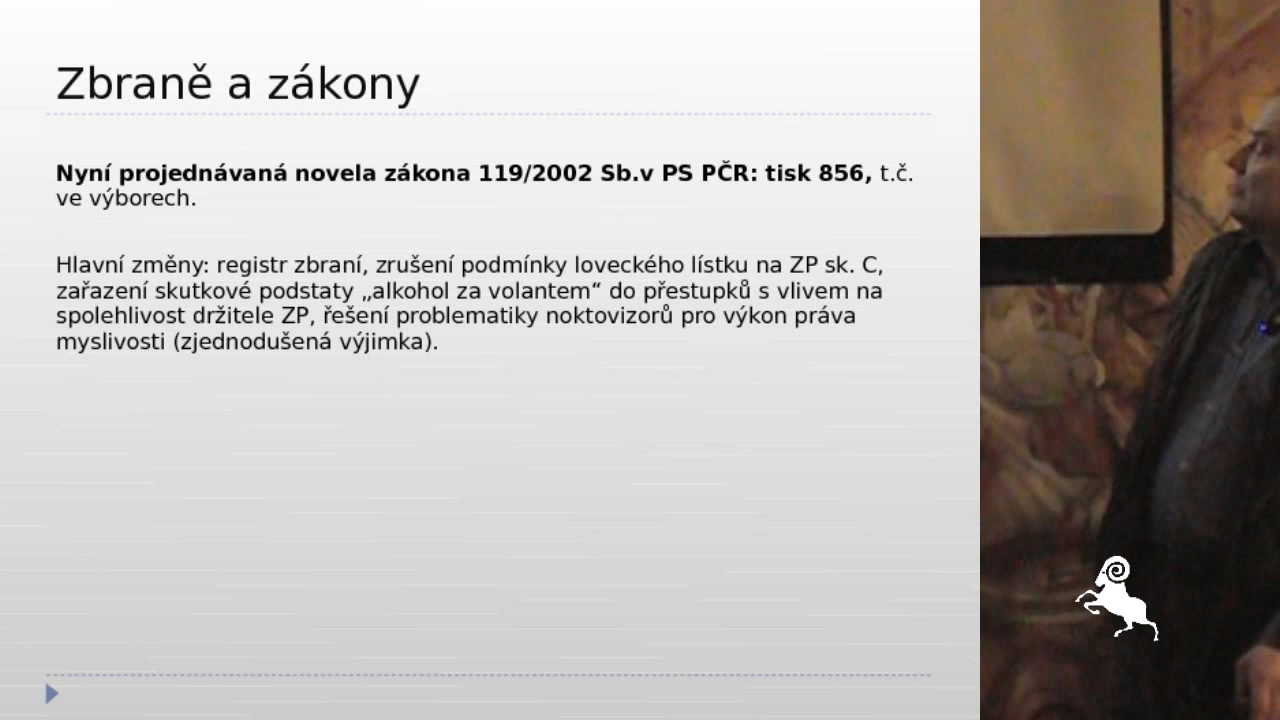 Zbraně a zákony
Nyní projednávaná novela zákona 119/2002 Sb.v PS PČR: tisk 856, t.č.
ve výborech.
Hlavní změny: registr zbraní, zrušení podmínky loveckého lístku na ZP sk. C,
zařazení skutkové podstaty „alkohol za volantem“ do přestupků s vlivem na
spolehlivost držitele ZP, řešení problematiky noktovizorů pro výkon práva
myslivosti (zjednodušená výjimka).